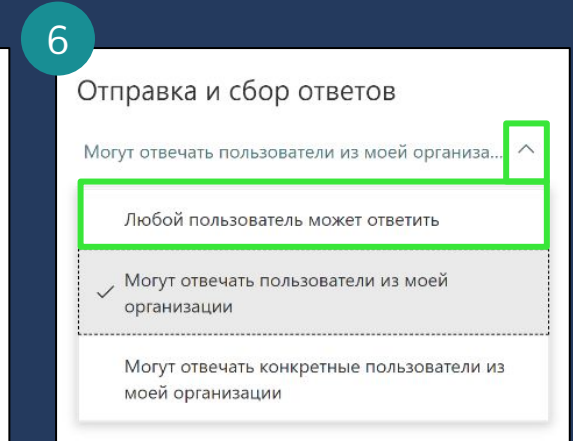 6
Отправка и сбор ответов
Могут отвечать пользователи из моей организа...
Любой пользователь может ответить
Могут отвечать пользователи из моей
организации
Могут отвечать конкретные пользователи из
моей организации